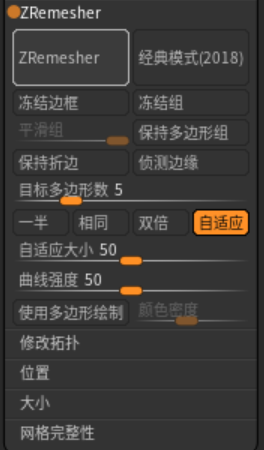 ZRemesher
ZRemesher 经典模式(2018)
冻结边框 冻结组
平滑组 保持多边形组
保持折边 侦测边缘
目标多边形数 5
一半 相同 双倍 自适应
自适应大小 50
曲线强度 50
使用多边形绘制 颜色密度
修改拓扑
位置
大小
网格完整性